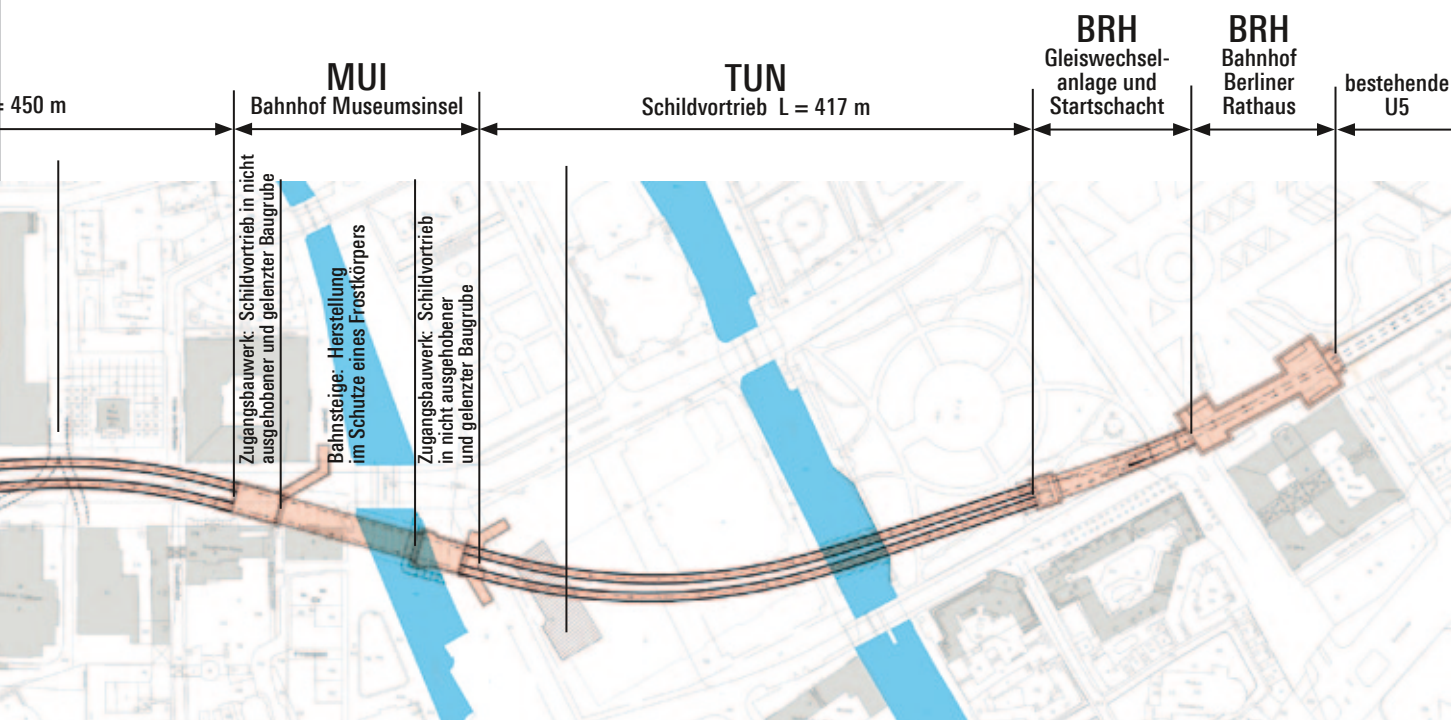 = 450 m
MUI
Bahnhof Museumsinsel
TUN
Schildvortrieb L = 417 m
BRH
Gleiswechsel-
anlage und
Startschacht
BRH
Bahnhof
Berliner
Rathaus
bestehende
U5
Zugangsbauwerk: Schildvortrieb in nicht
ausgehobener und gelenzter Baugrube
Bahnsteige: Herstellung
im Schutze eines Frostkörpers
Zugangsbauwerk: Schildvortrieb
in nicht ausgehobener
und gelenzter Baugrube